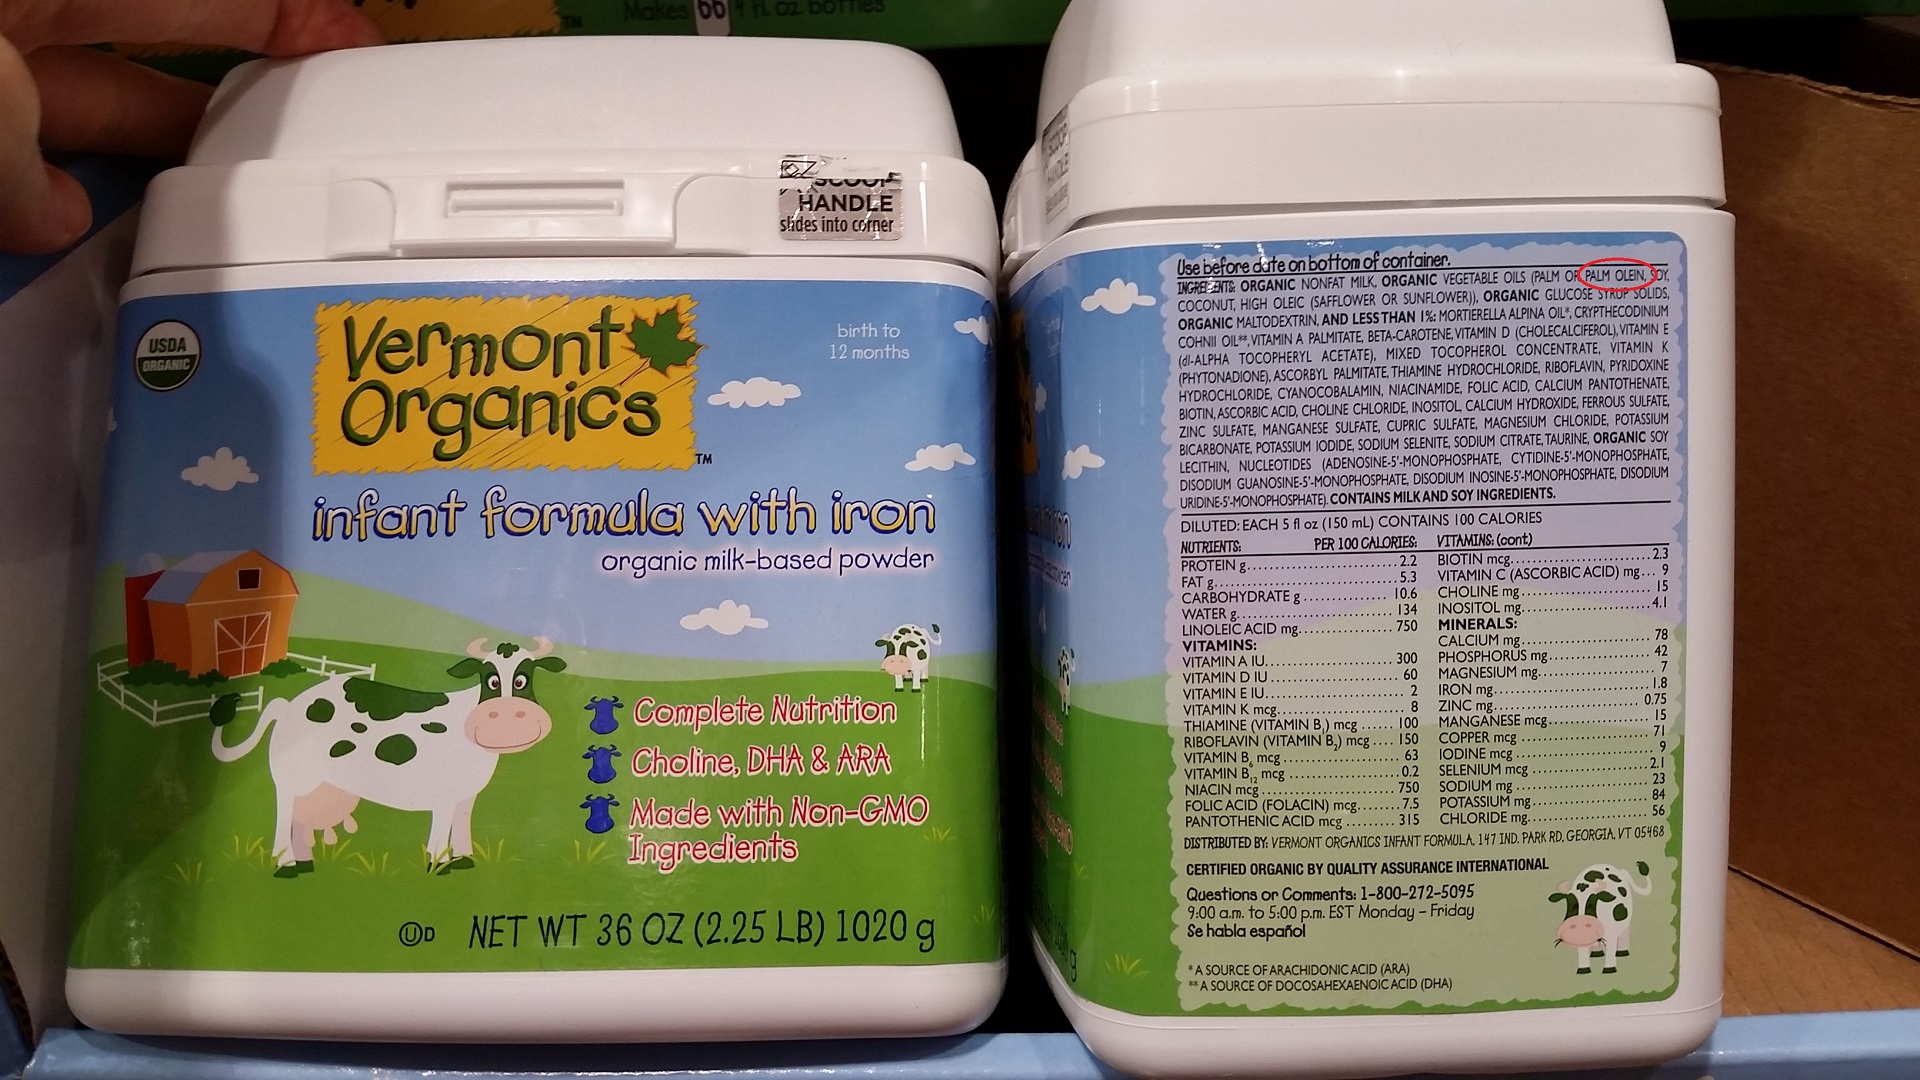 Makes 66 4 fl oz bottles
TM
EZ
SCOOP
HANDLE
slides into corner
USDA
ORGANIC
Vermont
Organics
TM
birth to
12 months
infant formula with iron
organic milk-based powder
Complete Nutrition
Choline, DHA & ARA
Made with Non-GMO
Ingredients
UD NET WT 36 OZ (2.25 LB) 1020 g
SCOOP
HANDLE
Use before date on bottom of container.
INGREDIENTS: ORGANIC NONFAT MILK, ORGANIC VEGETABLE OILS (PALM OR PALM OLEIN, SOY,
COCONUT, HIGH OLEIC (SAFFLOWER OR SUNFLOWER)), ORGANIC GLUCOSE SYRUP SOLIDS,
ORGANIC MALTODEXTRIN, AND LESS THAN 1%: MORTIERELLA ALPINA OIL*, CRYPTHECODINIUM
COHNII OIL**, VITAMIN A PALMITATE, BETA-CAROTENE, VITAMIN D (CHOLECALCIFEROL), VITAMIN E
(dl-ALPHA TOCOPHERYL ACETATE), MIXED TOCOPHEROL CONCENTRATE, VITAMIN K
(PHYTONADIONE), ASCORBYL PALMITATE, THIAMINE HYDROCHLORIDE, RIBOFLAVIN, PYRIDOXINE
HYDROCHLORIDE, CYANOCOBALAMIN, NIACINAMIDE, FOLIC ACID, CALCIUM PANTOTHENATE,
BIOTIN, ASCORBIC ACID, CHOLINE CHLORIDE, INOSITOL, CALCIUM HYDROXIDE, FERROUS SULFATE,
ZINC SULFATE, MANGANESE SULFATE, CUPRIC SULFATE, MAGNESIUM CHLORIDE, POTASSIUM
BICARBONATE, POTASSIUM IODIDE, SODIUM SELENITE, SODIUM CITRATE, TAURINE, ORGANIC SOY
LECITHIN, NUCLEOTIDES (ADENOSINE-5'-MONOPHOSPHATE, CYTIDINE-5'-MONOPHOSPHATE,
DISODIUM GUANOSINE-5'-MONOPHOSPHATE, DISODIUM INOSINE-5'-MONOPHOSPHATE, DISODIUM
URIDINE-5'-MONOPHOSPHATE). CONTAINS MILK AND SOY INGREDIENTS.
DILUTED: EACH 5 fl oz (150 mL) CONTAINS 100 CALORIES
NUTRIENTS: PER 100 CALORIES:
PROTEIN g 2.2
FAT g 5.3
CARBOHYDRATE g 10.6
WATER g 134
LINOLEIC ACID mg 750
VITAMINS:
VITAMIN A IU 300
VITAMIN D IU 60
VITAMIN E IU 2
VITAMIN K mcg 8
THIAMINE (VITAMIN B1) mcg 100
RIBOFLAVIN (VITAMIN B2) mcg 150
VITAMIN B6 mcg 63
VITAMIN B12 mcg 0.2
NIACIN mcg 750
FOLIC ACID (FOLACIN) mcg 7.5
PANTOTHENIC ACID mcg 315
VITAMINS: (cont)
BIOTIN mcg 2.3
VITAMIN C (ASCORBIC ACID) mg 9
CHOLINE mg 15
INOSITOL mg 4.1
MINERALS:
CALCIUM mg 78
PHOSPHORUS mg 42
MAGNESIUM mg 7
IRON mg 1.8
ZINC mg 0.75
MANGANESE mcg 15
COPPER mcg 71
IODINE mcg 9
SELENIUM mcg 2.1
SODIUM mg 23
POTASSIUM mg 84
CHLORIDE mg 56
DISTRIBUTED BY: VERMONT ORGANICS INFANT FORMULA, 147 IND. PARK RD, GEORGIA, VT 05468
CERTIFIED ORGANIC BY QUALITY ASSURANCE INTERNATIONAL
Questions or Comments: 1-800-272-5095
9:00 a.m. to 5:00 p.m. EST Monday – Friday
Se habla español
* A SOURCE OF ARACHIDONIC ACID (ARA)
** A SOURCE OF DOCOSAHEXAENOIC ACID (DHA)